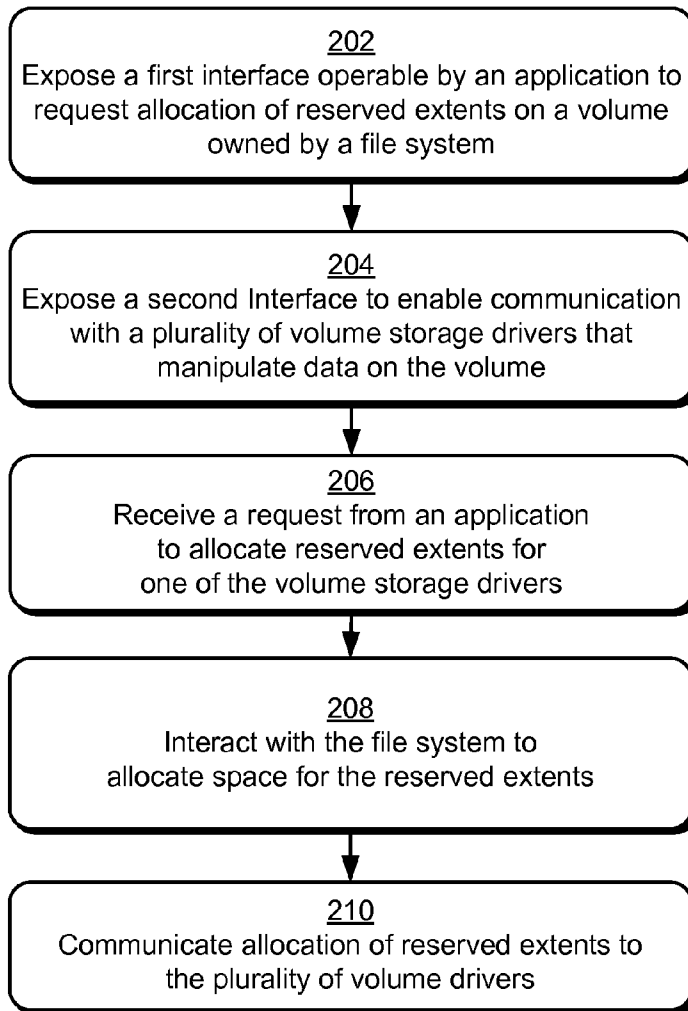 202
Expose a first interface operable by an application to
request allocation of reserved extents on a volume
owned by a file system
204
Expose a second Interface to enable communication
with a plurality of volume storage drivers that
manipulate data on the volume
206
Receive a request from an application
to allocate reserved extents for
one of the volume storage drivers
208
Interact with the file system to
allocate space for the reserved extents
210
Communicate allocation of reserved extents to
the plurality of volume drivers